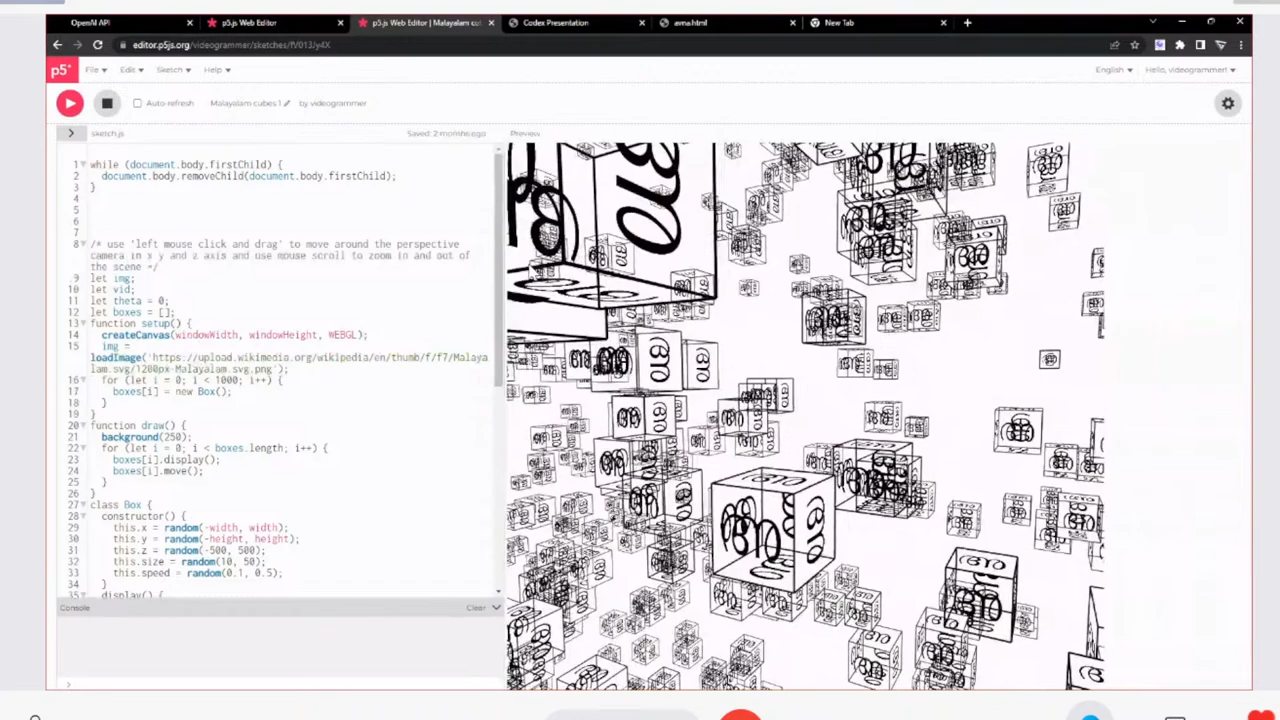 OpenAI API
p5.js Web Editor
p5.js Web Editor | Malayalam cu
Codex Presentation
avma.html
New Tab
editor.p5js.org/videogrammer/sketches/fV013Jy4X
p5*
File
Edit
Sketch
Help
English
Hello, videogrammer!
Auto-refresh
Malayalam cubes 1
by videogrammer
sketch.js
Saved: 2 months ago
Preview
1 while (document.body.firstChild) {
2 document.body.removeChild(document.body.firstChild);
3 }
4
5
6
7
8 /* use 'left mouse click and drag' to move around the perspective
camera in x y and z axis and use mouse scroll to zoom in and out of
the scene */
9 let img;
10 let vid;
11 let theta = 0;
12 let boxes = [];
13 function setup() {
14 createCanvas(windowWidth, windowHeight, WEBGL);
15 img =
loadImage('https://upload.wikimedia.org/wikipedia/en/thumb/f/f7/Malaya
lam.svg/1200px-Malayalam.svg.png');
16 for (let i = 0; i < 1000; i++) {
17 boxes[i] = new Box();
18 }
19 }
20 function draw() {
21 background(250);
22 for (let i = 0; i < boxes.length; i++) {
23 boxes[i].display();
24 boxes[i].move();
25 }
26 }
27 class Box {
28 constructor() {
29 this.x = random(-width, width);
30 this.y = random(-height, height);
31 this.z = random(-500, 500);
32 this.size = random(10, 50);
33 this.speed = random(0.1, 0.5);
34 }
35 display() {
Console
Clear